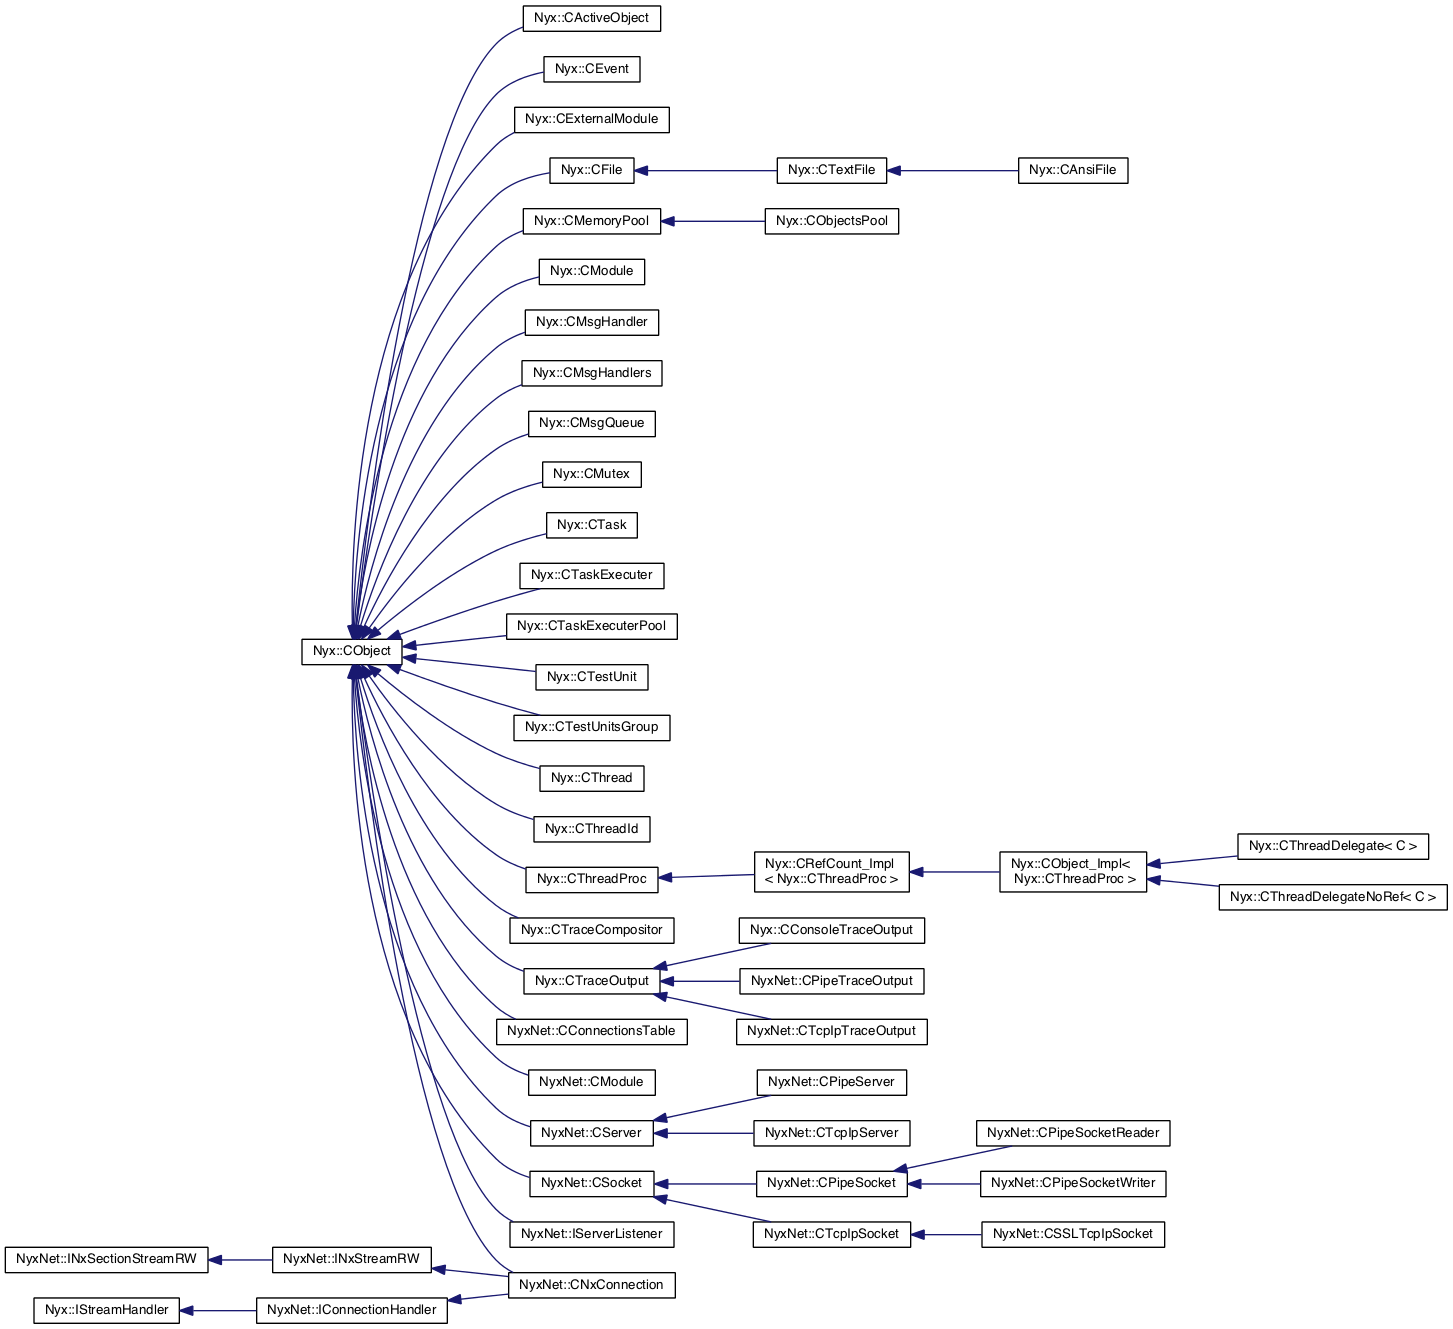 Nyx::CActiveObject
Nyx::CEvent
Nyx::CExternalModule
Nyx::CFile
Nyx::CTextFile
Nyx::CAnsiFile
Nyx::CMemoryPool
Nyx::CObjectsPool
Nyx::CModule
Nyx::CMsgHandler
Nyx::CMsgHandlers
Nyx::CMsgQueue
Nyx::CMutex
Nyx::CTask
Nyx::CTaskExecuter
Nyx::CTaskExecuterPool
Nyx::CObject
Nyx::CTestUnit
Nyx::CTestUnitsGroup
Nyx::CThread
Nyx::CThreadId
Nyx::CThreadProc
Nyx::CRefCount_Impl
< Nyx::CThreadProc >
Nyx::CObject_Impl<
Nyx::CThreadProc >
Nyx::CThreadDelegate< C >
Nyx::CThreadDelegateNoRef< C >
Nyx::CTraceCompositor
Nyx::CConsoleTraceOutput
Nyx::CTraceOutput
NyxNet::CPipeTraceOutput
NyxNet::CConnectionsTable
NyxNet::CTcpIpTraceOutput
NyxNet::CModule
NyxNet::CPipeServer
NyxNet::CServer
NyxNet::CTcpIpServer
NyxNet::CPipeSocketReader
NyxNet::CSocket
NyxNet::CPipeSocket
NyxNet::CPipeSocketWriter
NyxNet::IServerListener
NyxNet::CTcpIpSocket
NyxNet::CSSLTcpIpSocket
NyxNet::INxSectionStreamRW
NyxNet::INxStreamRW
NyxNet::CNxConnection
Nyx::IStreamHandler
NyxNet::IConnectionHandler